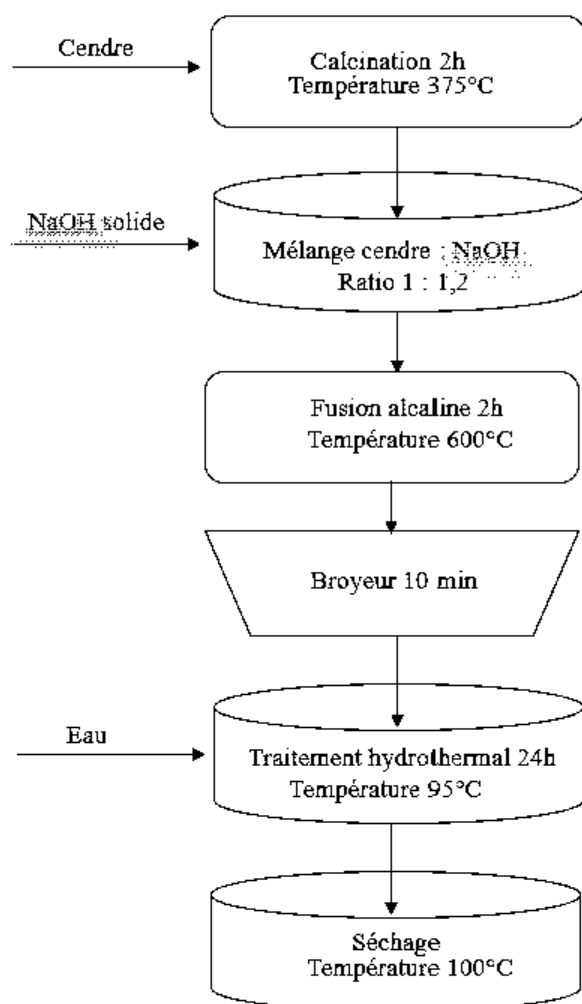 Cendre
Calcination 2h
Température 375°C
NaOH solide
Mélange cendre : NaOH
Ratio 1 : 1,2
Fusion alcaline 2h
Température 600°C
Broyeur 10 min
Eau
Traitement hydrothermal 24h
Température 95°C
Séchage
Température 100°C